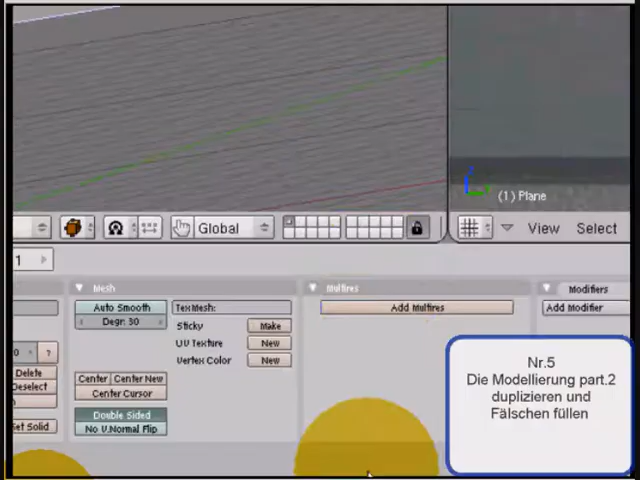 (1) Plane
Global
View Select
1
Mesh
Multires
Modifiers
Auto Smooth
TexMesh:
Add Multires
Add Modifier
Degr: 30
Sticky
Make
UV Texture
New
0
?
Vertex Color
New
Delete
Center
Center New
Deselect
Center Cursor
Double Sided
Set Solid
No V.Normal Flip
Nr.5
Die Modellierung part.2
duplizieren und
Fälschen füllen